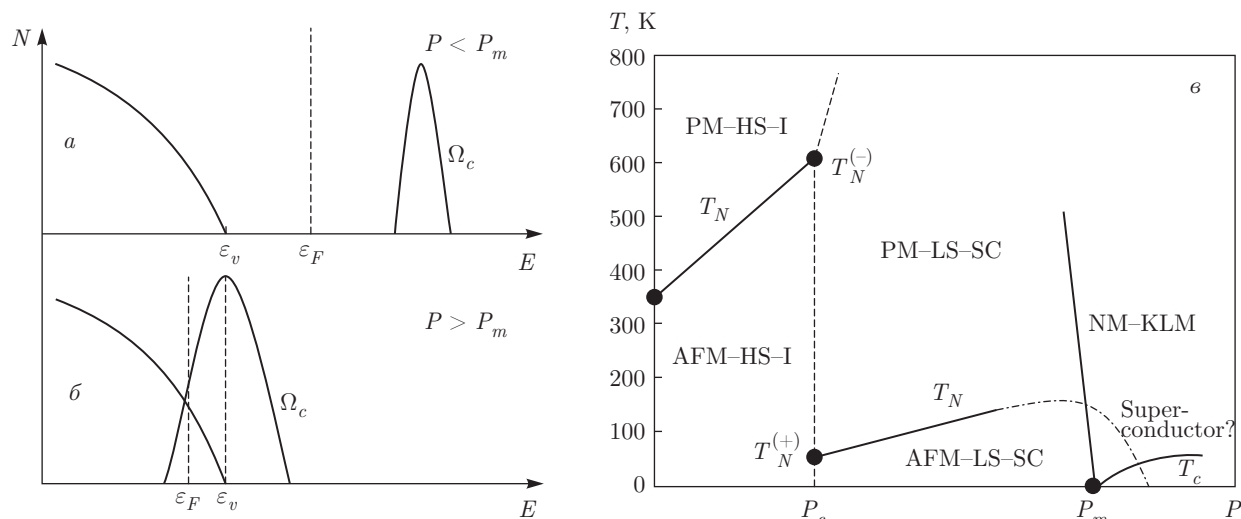 N
P < P_m
а
Ω_c
ε_v
ε_F
E
P > P_m
б
Ω_c
ε_F
ε_v
E
T, K
800
в
700
PM–HS–I
600
T_N^(–)
T_N
500
PM–LS–SC
400
300
NM–KLM
AFM–HS–I
200
T_N
Super-
conductor?
100
T_N^(+)
AFM–LS–SC
T_c
0
P_c
P_m
P